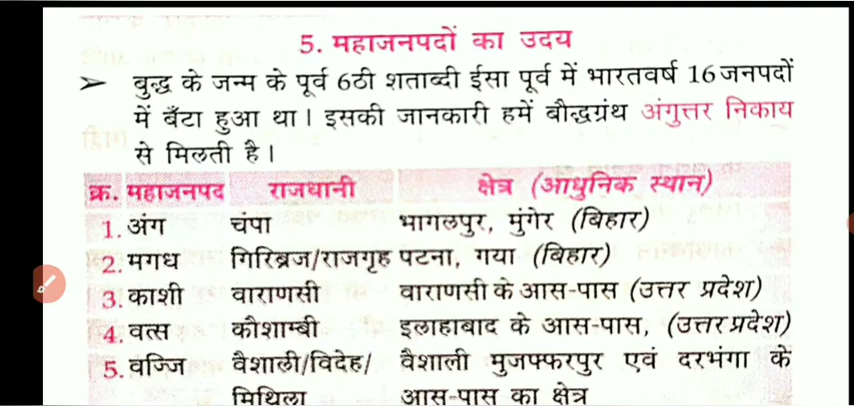 5. महाजनपदों का उदय
➢ बुद्ध के जन्म के पूर्व 6ठी शताब्दी ईसा पूर्व में भारतवर्ष 16 जनपदों
में बँटा हुआ था। इसकी जानकारी हमें बौद्धग्रंथ अंगुत्तर निकाय
से मिलती है।
क्र. महाजनपद राजधानी क्षेत्र (आधुनिक स्थान)
1. अंग चंपा भागलपुर, मुंगेर (बिहार)
2. मगध गिरिब्रज/राजगृह पटना, गया (बिहार)
3. काशी वाराणसी वाराणसी के आस-पास (उत्तर प्रदेश)
4. वत्स कौशाम्बी इलाहाबाद के आस-पास, (उत्तर प्रदेश)
5. वज्जि वैशाली/विदेह/ वैशाली मुजफ्फरपुर एवं दरभंगा के
मिथिला आस-पास का क्षेत्र